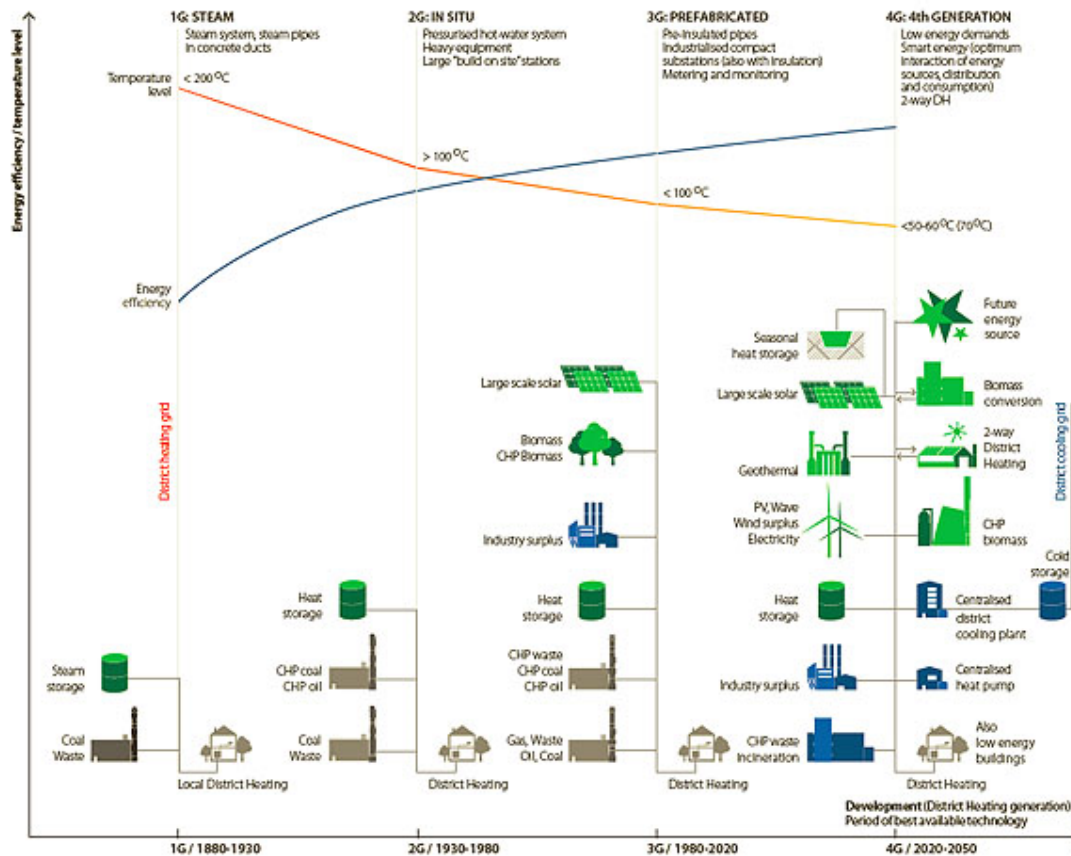 1G: STEAM
Steam system, steam pipes
in concrete ducts
2G: IN SITU
Pressurised hot-water system
Heavy equipment
Large "build on site" stations
3G: PREFABRICATED
Pre-insulated pipes
Industrialised compact
substations (also with insulation)
Metering and monitoring
4G: 4th GENERATION
Low energy demands
Smart energy (optimum
interaction of energy
sources, distribution
and consumption)
2-way DH
Energy efficiency / temperature level
Temperature
level
< 200 °C
> 100 °C
< 100 °C
<50-60 °C (70°C)
Energy
efficiency
District heating grid
District cooling grid
Steam
storage
Coal
Waste
Local District Heating
Heat
storage
CHP coal
CHP oil
Coal
Waste
District Heating
Large scale solar
Biomass
CHP Biomass
Industry surplus
Heat
storage
CHP waste
CHP coal
CHP oil
Gas, Waste
Oil, Coal
District Heating
Seasonal
heat storage
Large scale solar
Geothermal
PV, Wave
Wind surplus
Electricity
Heat
storage
Industry surplus
CHP waste
Incineration
Future
energy
source
Biomass
conversion
2-way
District
Heating
CHP
biomass
Cold
storage
Centralised
district
cooling plant
Centralised
heat pump
Also
low energy
buildings
District Heating
Development (District Heating generation) /
Period of best available technology
1G / 1880-1930
2G / 1930-1980
3G / 1980-2020
4G / 2020-2050